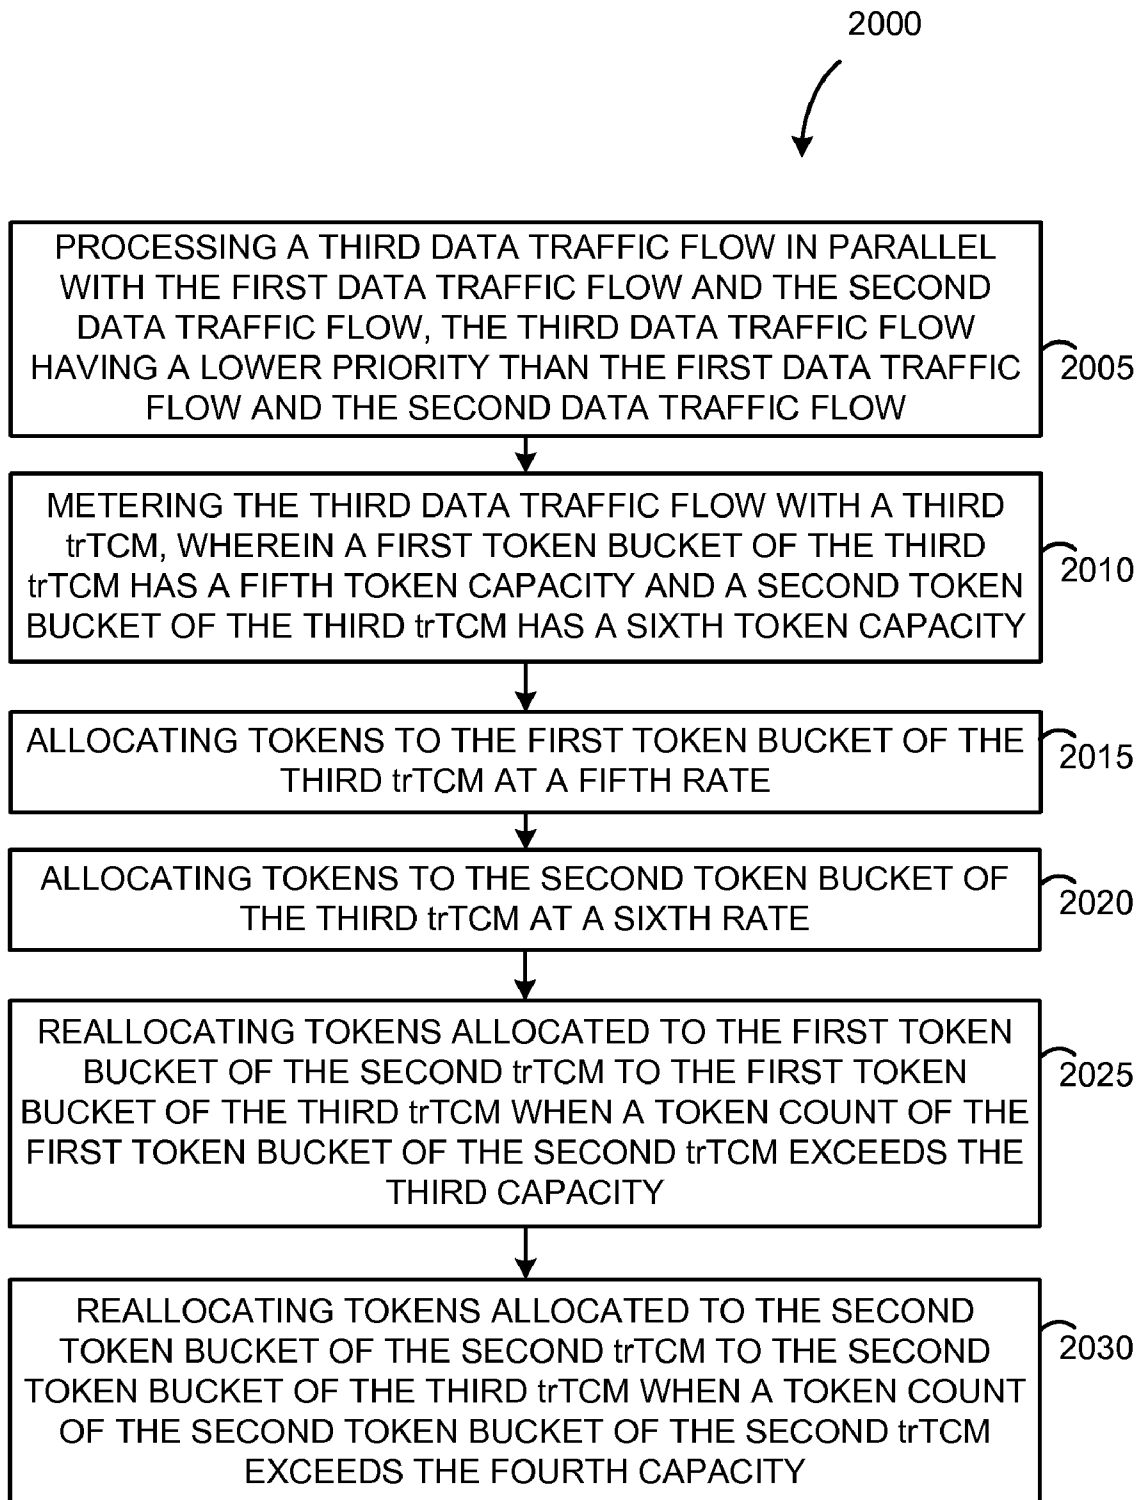 2000
PROCESSING A THIRD DATA TRAFFIC FLOW IN PARALLEL
WITH THE FIRST DATA TRAFFIC FLOW AND THE SECOND
DATA TRAFFIC FLOW, THE THIRD DATA TRAFFIC FLOW
HAVING A LOWER PRIORITY THAN THE FIRST DATA TRAFFIC
FLOW AND THE SECOND DATA TRAFFIC FLOW
2005
METERING THE THIRD DATA TRAFFIC FLOW WITH A THIRD
trTCM, WHEREIN A FIRST TOKEN BUCKET OF THE THIRD
trTCM HAS A FIFTH TOKEN CAPACITY AND A SECOND TOKEN
BUCKET OF THE THIRD trTCM HAS A SIXTH TOKEN CAPACITY
2010
ALLOCATING TOKENS TO THE FIRST TOKEN BUCKET OF THE
THIRD trTCM AT A FIFTH RATE
2015
ALLOCATING TOKENS TO THE SECOND TOKEN BUCKET OF
THE THIRD trTCM AT A SIXTH RATE
2020
REALLOCATING TOKENS ALLOCATED TO THE FIRST TOKEN
BUCKET OF THE SECOND trTCM TO THE FIRST TOKEN
BUCKET OF THE THIRD trTCM WHEN A TOKEN COUNT OF THE
FIRST TOKEN BUCKET OF THE SECOND trTCM EXCEEDS THE
THIRD CAPACITY
2025
REALLOCATING TOKENS ALLOCATED TO THE SECOND
TOKEN BUCKET OF THE SECOND trTCM TO THE SECOND
TOKEN BUCKET OF THE THIRD trTCM WHEN A TOKEN COUNT
OF THE SECOND TOKEN BUCKET OF THE SECOND trTCM
EXCEEDS THE FOURTH CAPACITY
2030